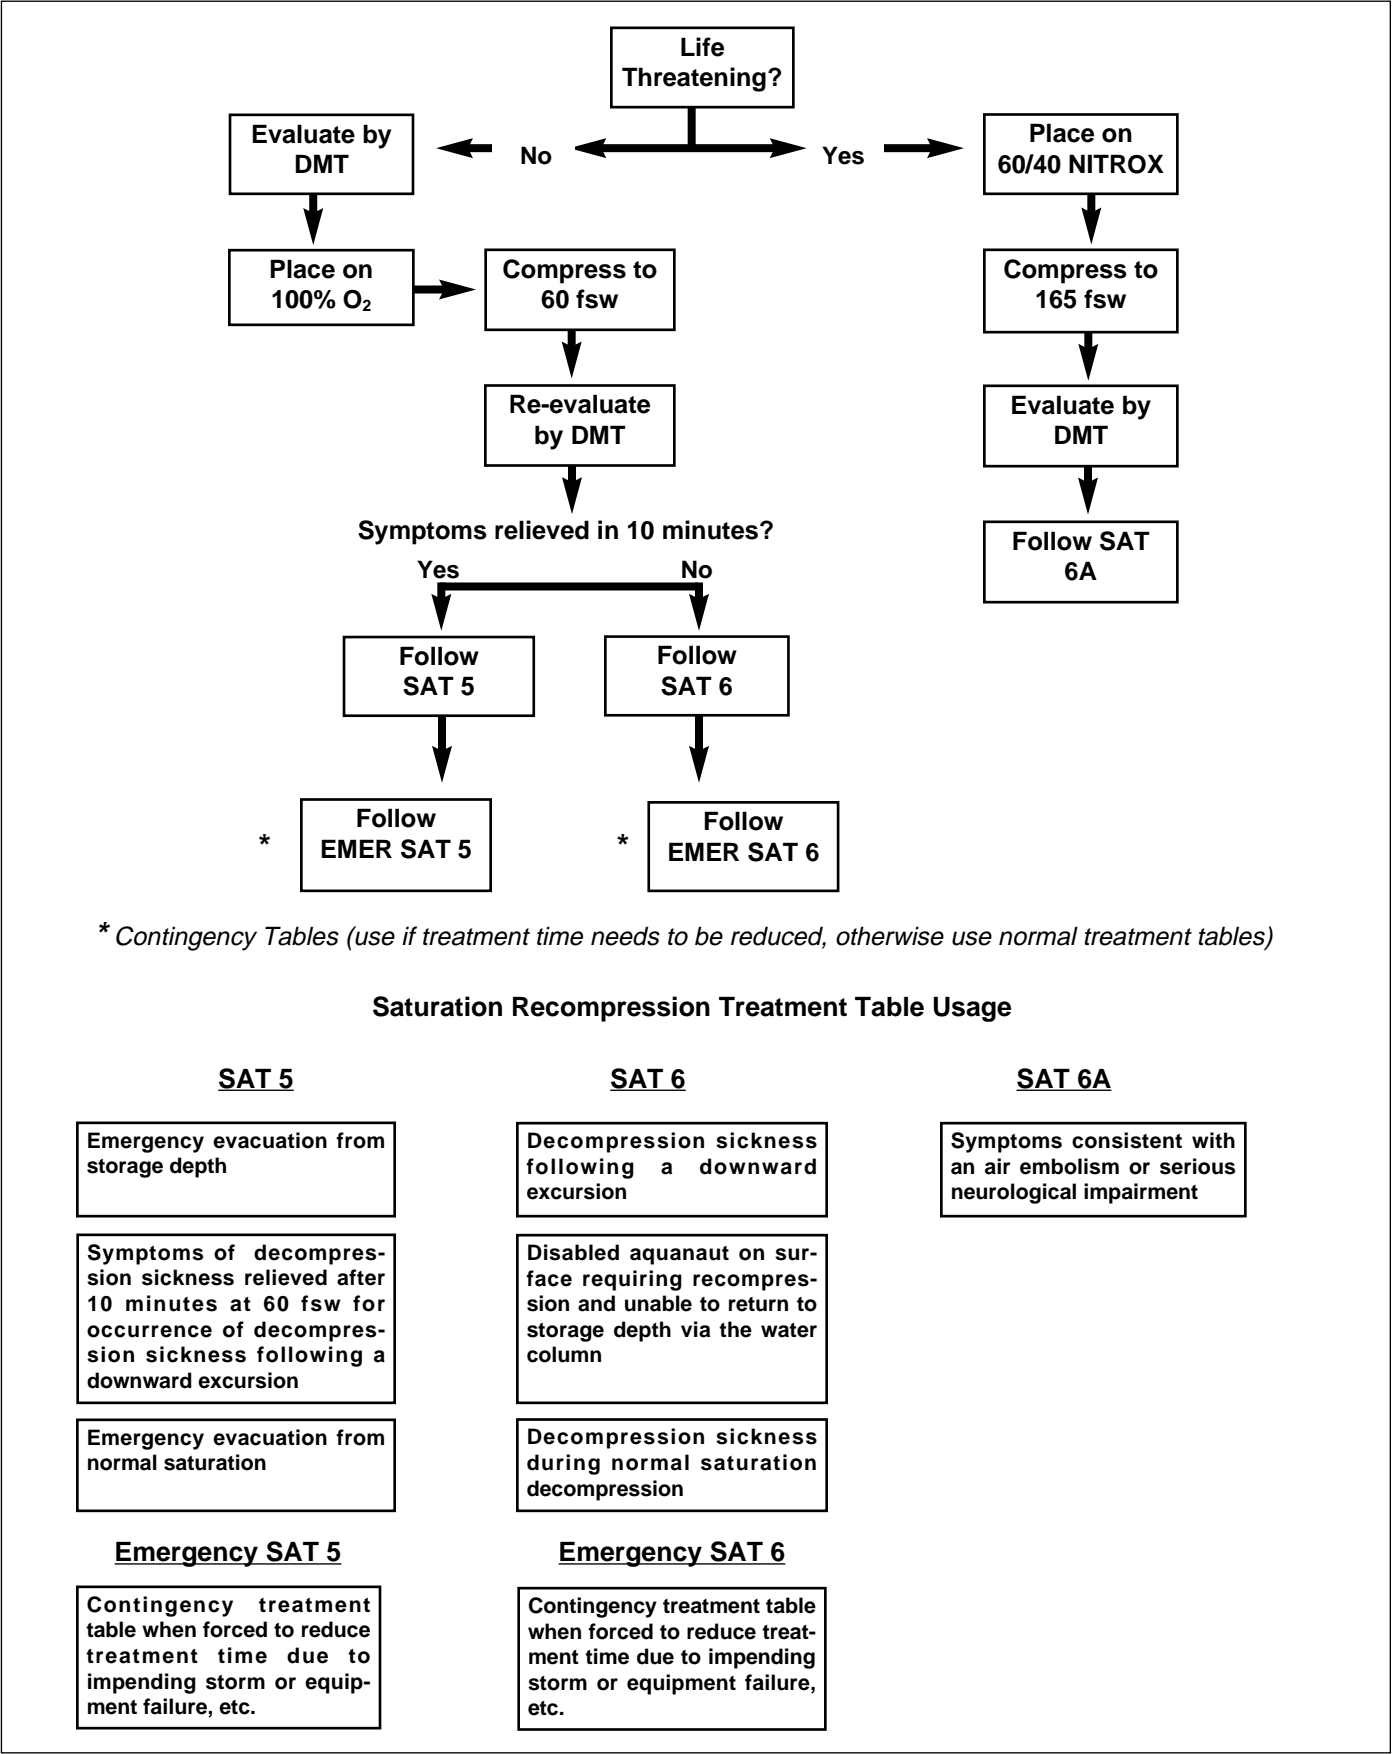 Life
Threatening?
Evaluate by
DMT
No
Yes
Place on
60/40 NITROX
Place on
100% O₂
Compress to
60 fsw
Compress to
165 fsw
Re-evaluate
by DMT
Evaluate by
DMT
Symptoms relieved in 10 minutes?
Yes
No
Follow SAT
6A
Follow
SAT 5
Follow
SAT 6
*
Follow
EMER SAT 5
*
Follow
EMER SAT 6
* Contingency Tables (use if treatment time needs to be reduced, otherwise use normal treatment tables)
Saturation Recompression Treatment Table Usage
SAT 5
Emergency evacuation from
storage depth
Symptoms of decompres-
sion sickness relieved after
10 minutes at 60 fsw for
occurrence of decompres-
sion sickness following a
downward excursion
Emergency evacuation from
normal saturation
Emergency SAT 5
Contingency treatment
table when forced to reduce
treatment time due to
impending storm or equip-
ment failure, etc.
SAT 6
Decompression sickness
following a downward
excursion
Disabled aquanaut on sur-
face requiring recompres-
sion and unable to return to
storage depth via the water
column
Decompression sickness
during normal saturation
decompression
Emergency SAT 6
Contingency treatment table
when forced to reduce treat-
ment time due to impending
storm or equipment failure,
etc.
SAT 6A
Symptoms consistent with
an air embolism or serious
neurological impairment